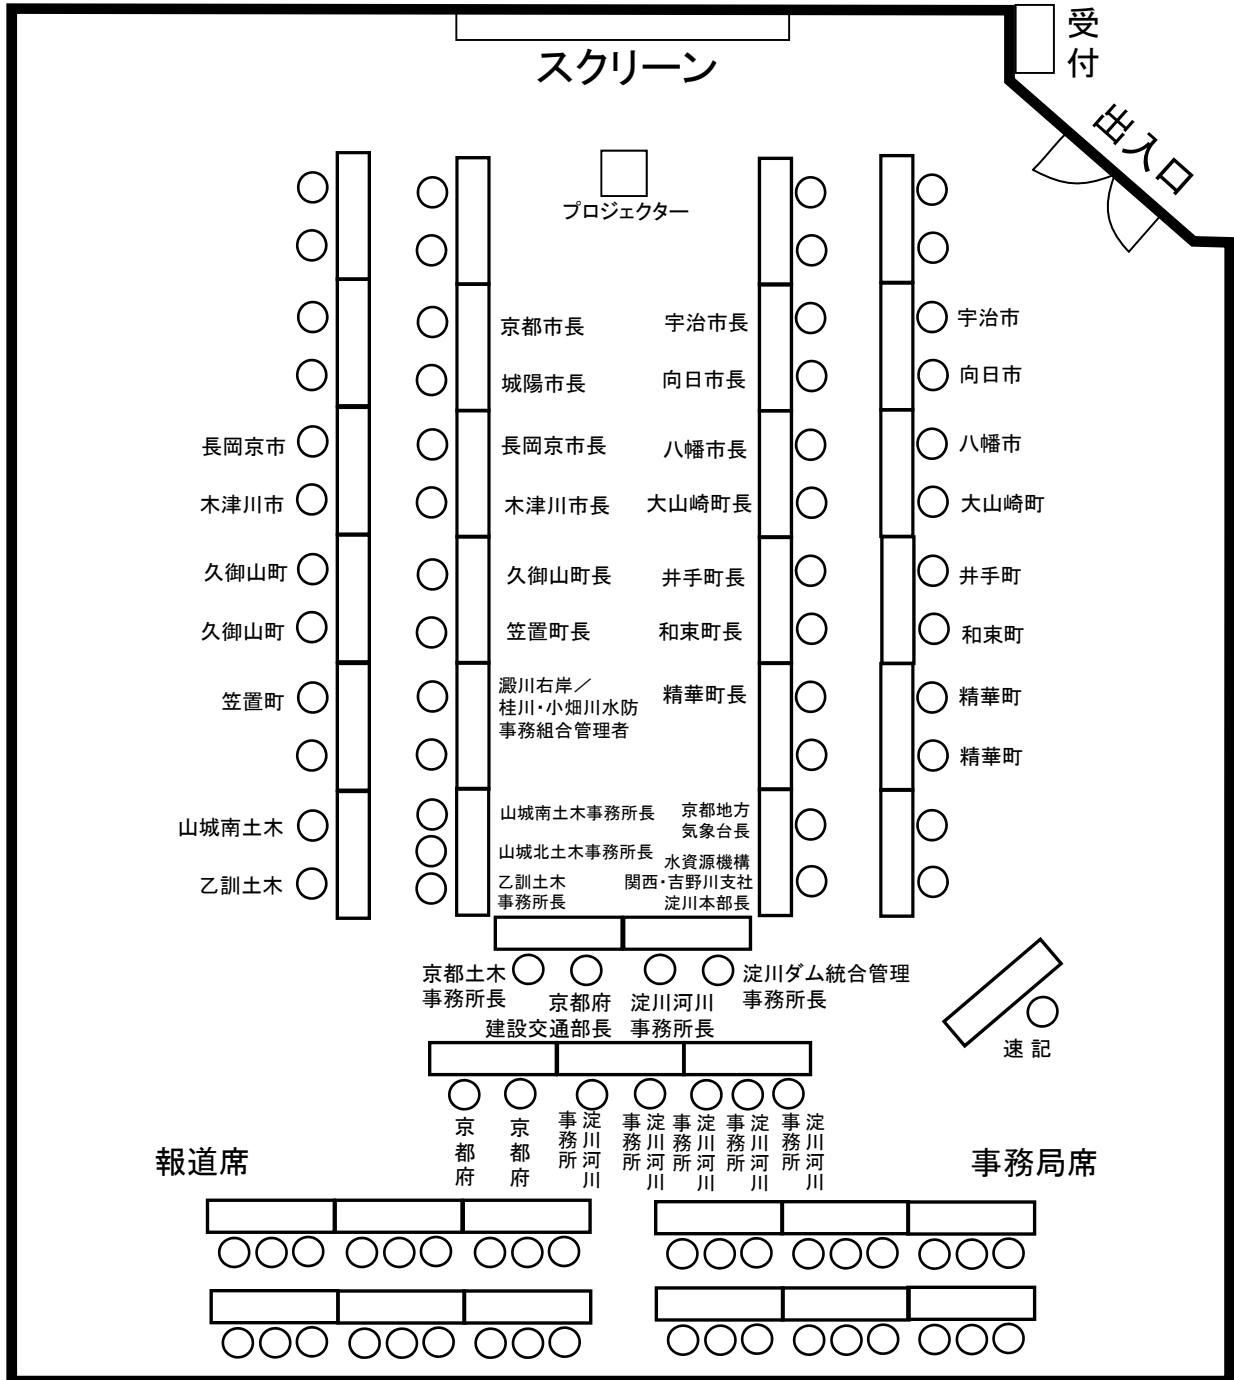 受付
スクリーン
出入口
プロジェクター
京都市長
宇治市長
宇治市
城陽市長
向日市長
向日市
長岡京市
長岡京市長
八幡市長
八幡市
木津川市
木津川市長
大山崎町長
大山崎町
久御山町
久御山町長
井手町長
井手町
久御山町
笠置町長
和束町長
和束町
笠置町
澱川右岸／
桂川・小畑川水防
事務組合管理者
精華町長
精華町
精華町
山城南土木
山城南土木事務所長
京都地方
気象台長
山城北土木事務所長
水資源機構
関西・吉野川支社
淀川本部長
乙訓土木
乙訓土木
事務所長
京都土木
事務所長
京都府
建設交通部長
淀川河川
事務所長
淀川ダム統合管理
事務所長
速 記
京都府
京都府
淀川河川
事務所
淀川河川
事務所
淀川河川
事務所
淀川河川
事務所
淀川河川
事務所
報道席
事務局席